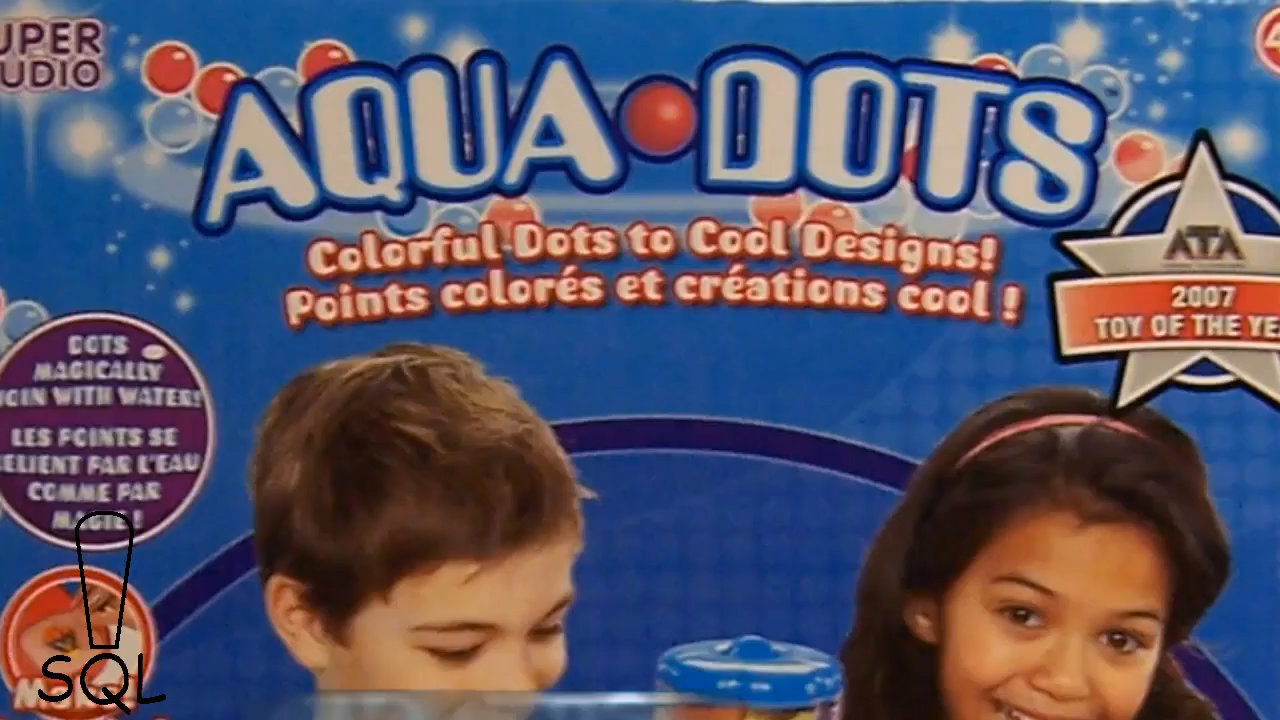 UPER
UDIO
AQUA DOTS
Colorful Dots to Cool Designs!
Points colorés et créations cool !
ATA
2007
TOY OF THE YE
DOTS
MAGICALLY
JOIN WITH WATER!
LES POINTS SE
RELIENT PAR L'EAU
COMME PAR
MAGIE !
SQL